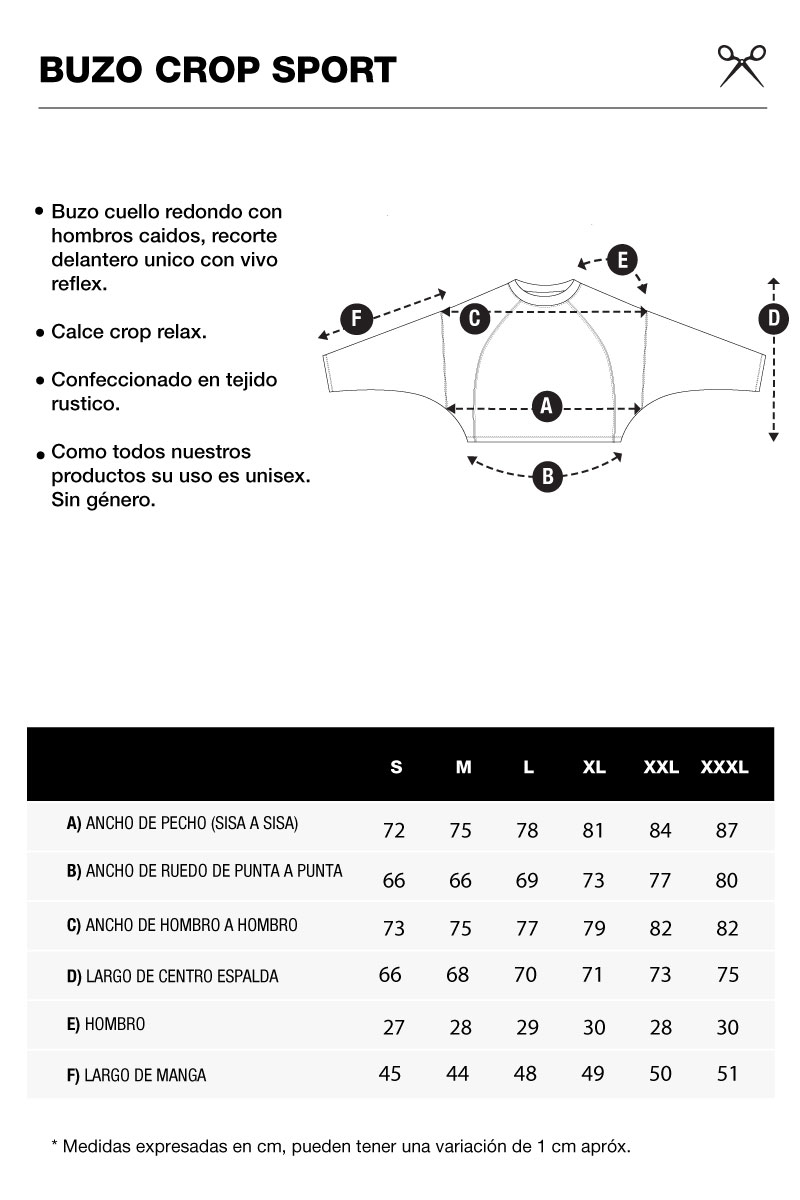 BUZO CROP SPORT
• Buzo cuello redondo con
hombros caidos, recorte
delantero unico con vivo
reflex.
• Calce crop relax.
• Confeccionado en tejido
rustico.
• Como todos nuestros
productos su uso es unisex.
Sin género.
E
F
C
D
A
B
S M L XL XXL XXXL
A) ANCHO DE PECHO (SISA A SISA) 72 75 78 81 84 87
B) ANCHO DE RUEDO DE PUNTA A PUNTA 66 66 69 73 77 80
C) ANCHO DE HOMBRO A HOMBRO 73 75 77 79 82 82
D) LARGO DE CENTRO ESPALDA 66 68 70 71 73 75
E) HOMBRO 27 28 29 30 28 30
F) LARGO DE MANGA 45 44 48 49 50 51
* Medidas expresadas en cm, pueden tener una variación de 1 cm apróx.